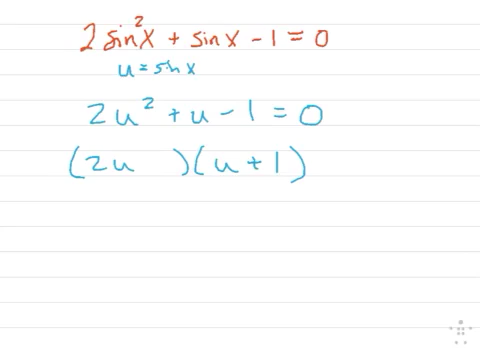 2 sin²x + sin x - 1 = 0
u = sin x
2u² + u - 1 = 0
(2u    )(u + 1)